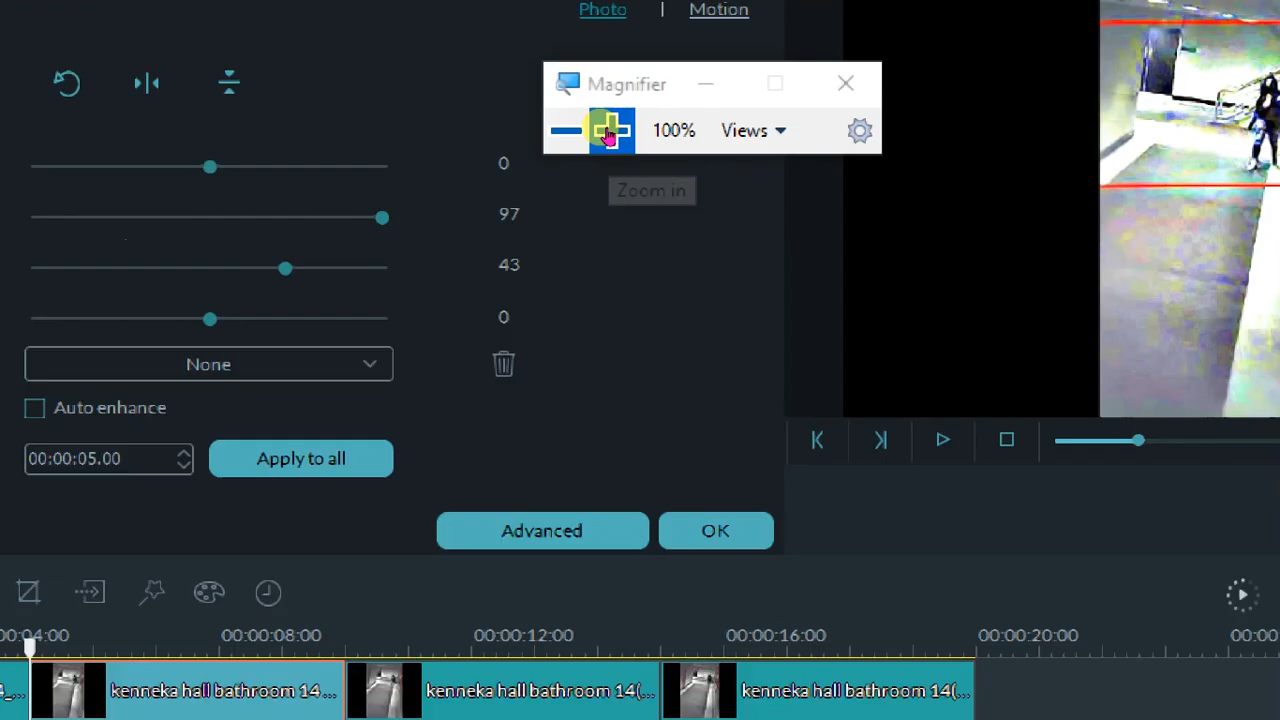 Photo | Motion
Magnifier
100% Views
Zoom in
0
97
43
0
None
Auto enhance
00:00:05.00 Apply to all
Advanced OK
00:04:00 00:00:08:00 00:00:12:00 00:00:16:00 00:00:20:00 00:00
4_... kenneka hall bathroom 14... kenneka hall bathroom 14(... kenneka hall bathroom 14(...